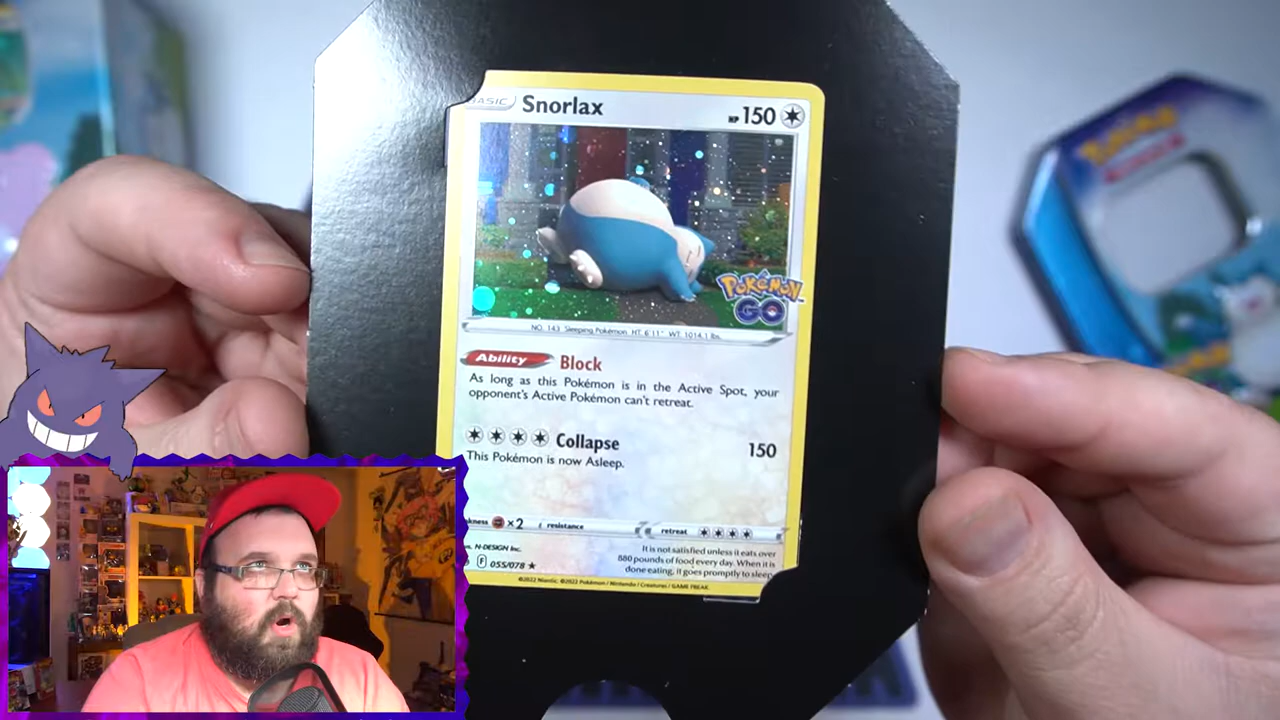 BASIC Snorlax HP 150
POKÉMON
GO
NO. 143 Sleeping Pokémon HT. 6'11" WT. 1014.1 lbs.
Ability Block
As long as this Pokémon is in the Active Spot, your
opponent's Active Pokémon can't retreat.
Collapse 150
This Pokémon is now Asleep.
kness ×2 resistance retreat
us. N-DESIGN Inc.
F 055/078 ★
It is not satisfied unless it eats over
880 pounds of food every day. When it is
done eating, it goes promptly to sleep
©2022 Niantic. ©2022 Pokémon / Nintendo / Creatures / GAME FREAK.
Pokémon